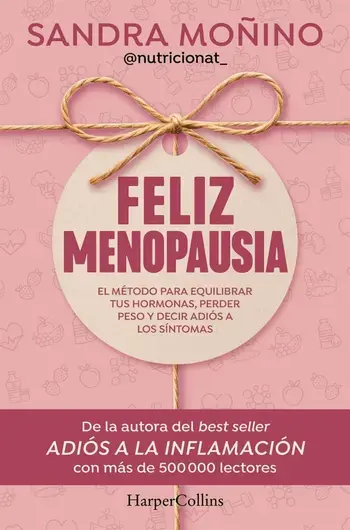 SANDRA MOÑINO
@nutricionat_
FELIZ
MENOPAUSIA
EL MÉTODO PARA EQUILIBRAR
TUS HORMONAS, PERDER
PESO Y DECIR ADIÓS A
LOS SÍNTOMAS
De la autora del best seller
ADIÓS A LA INFLAMACIÓN
con más de 500 000 lectores
HarperCollins